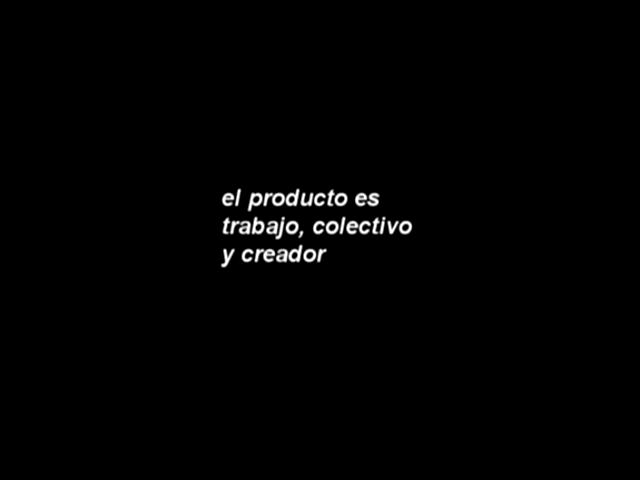 el producto es
trabajo, colectivo
y creador